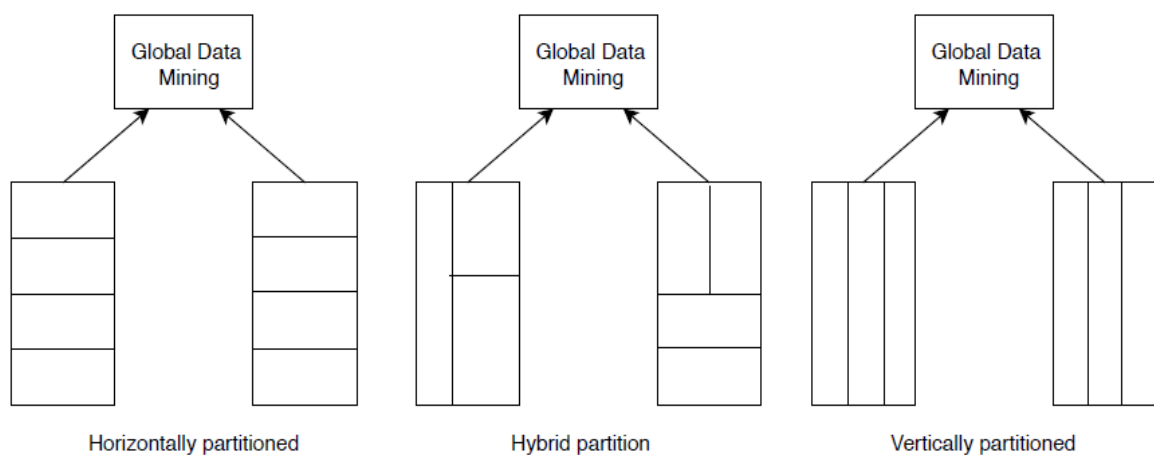 Global Data
Mining
Global Data
Mining
Global Data
Mining
Horizontally partitioned
Hybrid partition
Vertically partitioned